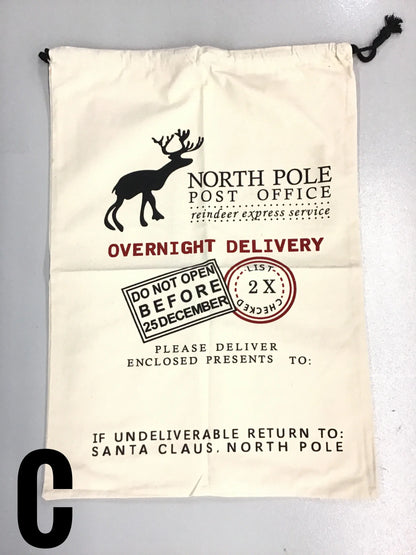 NORTH POLE
POST OFFICE
reindeer express service
OVERNIGHT DELIVERY
DO NOT OPEN
BEFORE
25 DECEMBER
LIST
2 X
CHECKED
PLEASE DELIVER
ENCLOSED PRESENTS TO:
IF UNDELIVERABLE RETURN TO:
SANTA CLAUS. NORTH POLE
C